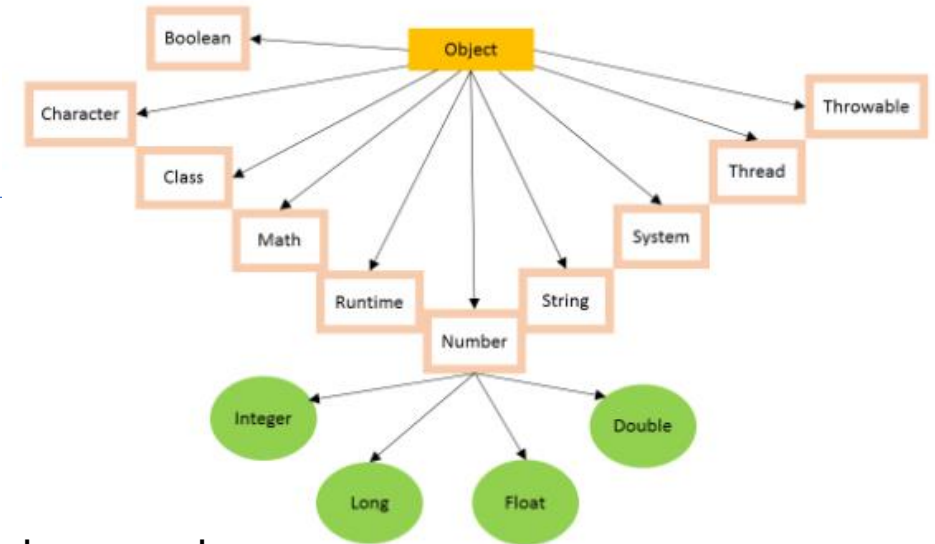 Object
Boolean
Character
Throwable
Class
Thread
Math
System
Runtime
String
Number
Integer
Double
Long
Float